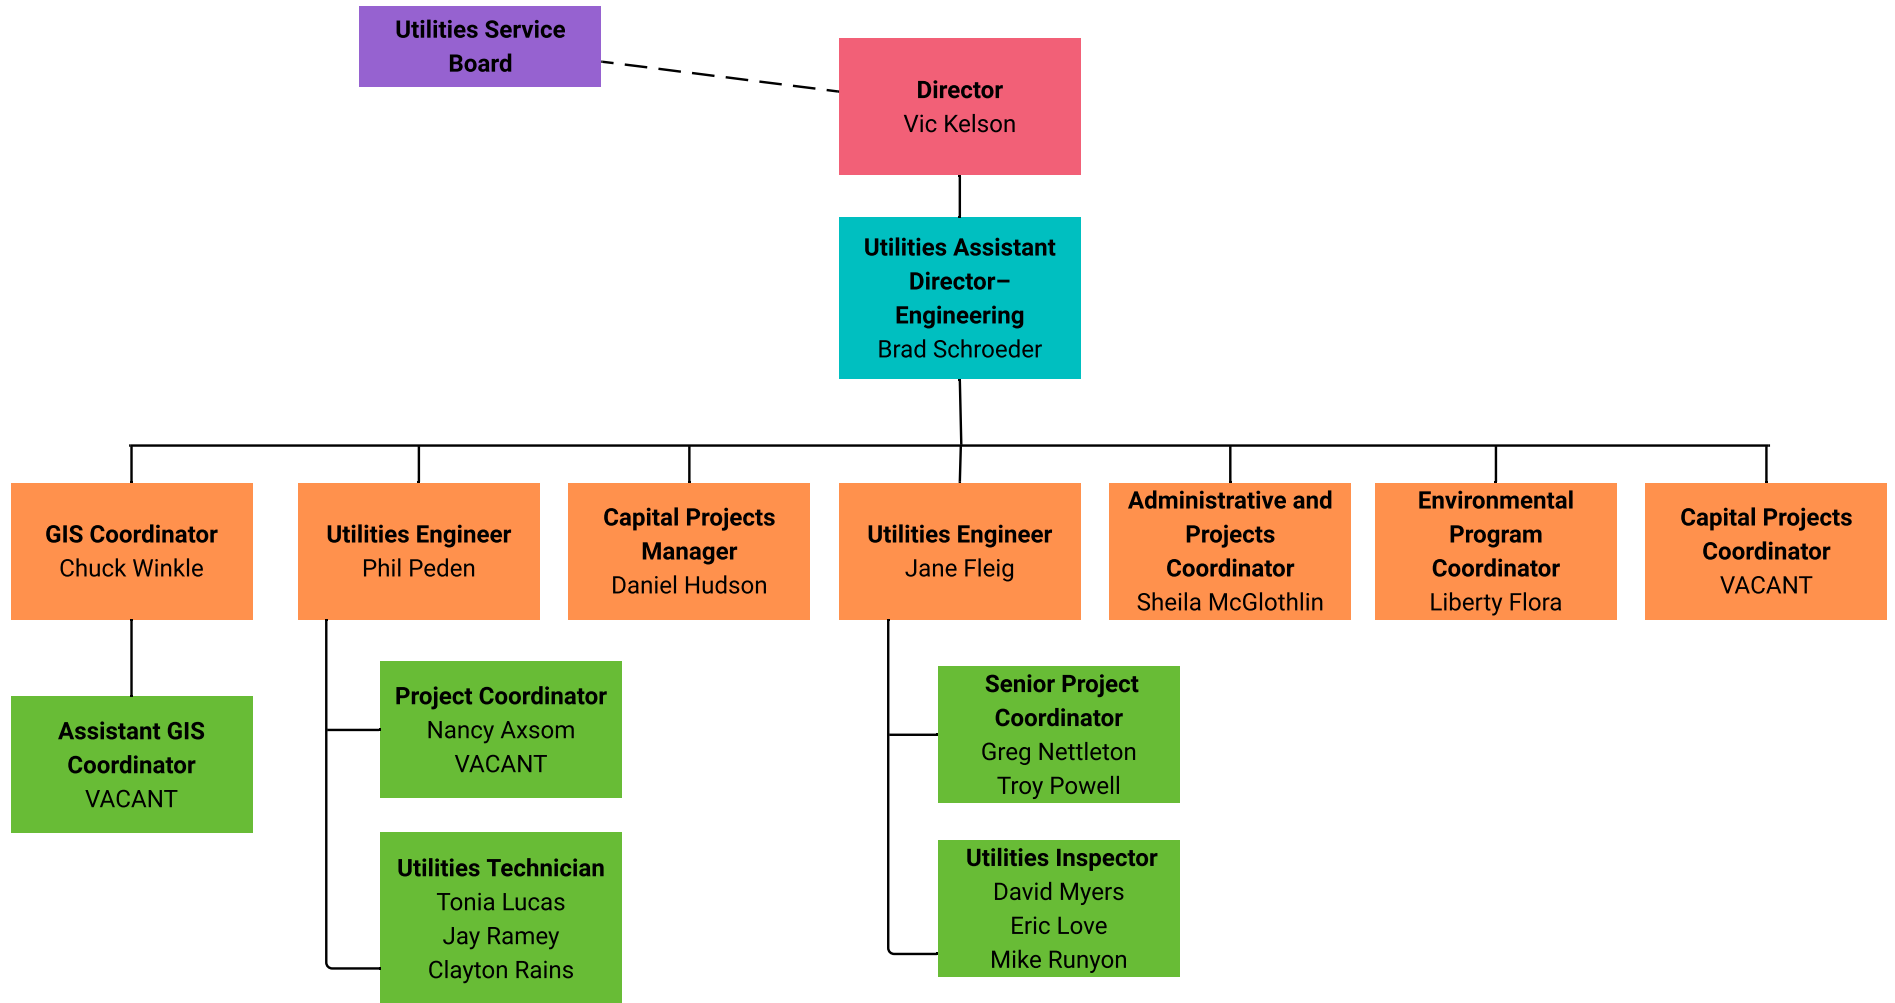 Utilities Service
Board
Director
Vic Kelson
Utilities Assistant
Director–
Engineering
Brad Schroeder
GIS Coordinator
Chuck Winkle
Utilities Engineer
Phil Peden
Capital Projects
Manager
Daniel Hudson
Utilities Engineer
Jane Fleig
Administrative and
Projects
Coordinator
Sheila McGlothlin
Environmental
Program
Coordinator
Liberty Flora
Capital Projects
Coordinator
VACANT
Assistant GIS
Coordinator
VACANT
Project Coordinator
Nancy Axsom
VACANT
Utilities Technician
Tonia Lucas
Jay Ramey
Clayton Rains
Senior Project
Coordinator
Greg Nettleton
Troy Powell
Utilities Inspector
David Myers
Eric Love
Mike Runyon